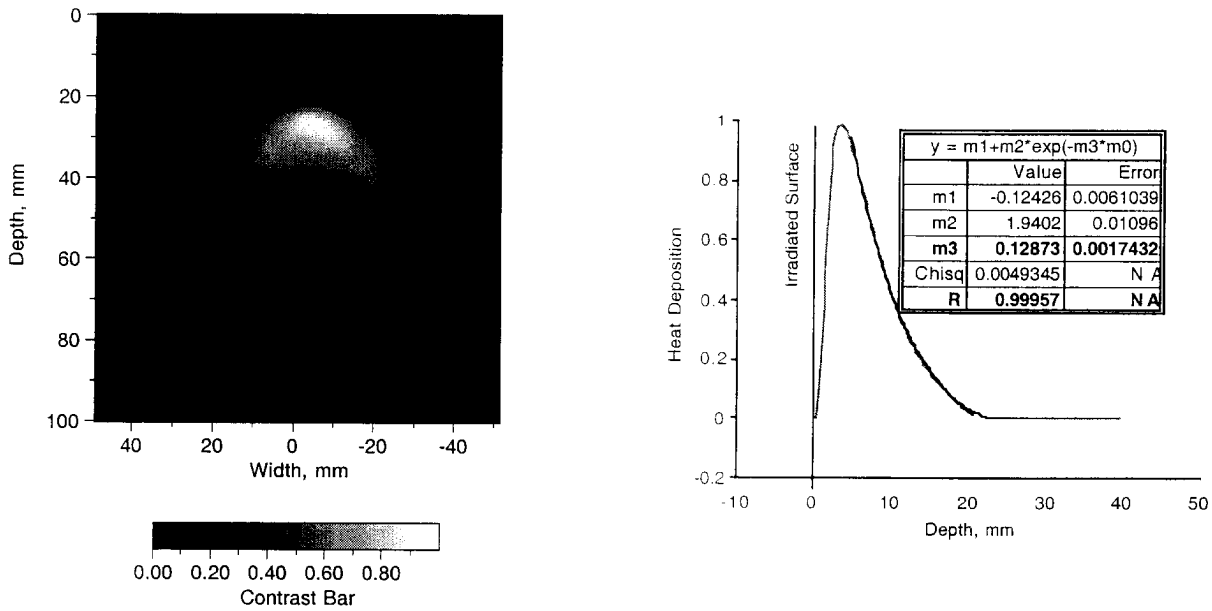 0
20
40
60
80
100
Depth, mm
40 20 0 -20 -40
Width, mm
0.00 0.20 0.40 0.60 0.80
Contrast Bar
1
0.8
0.6
0.4
0.2
0
-0.2
Heat Deposition
Irradiated Surface
y = m1+m2*exp(-m3*m0)
Value Error
m1 -0.12426 0.0061039
m2 1.9402 0.01096
m3 0.12873 0.0017432
Chisq 0.0049345 NA
R 0.99957 NA
-10 0 10 20 30 40 50
Depth, mm